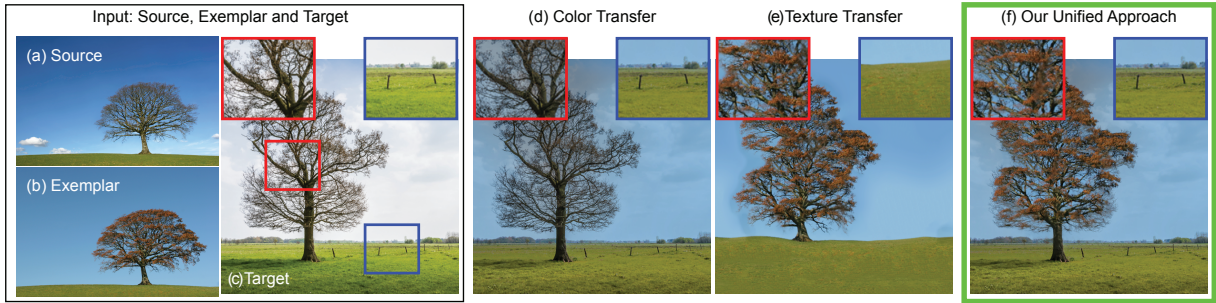 Input: Source, Exemplar and Target
(d) Color Transfer
(e)Texture Transfer
(f) Our Unified Approach
(a) Source
(b) Exemplar
(c)Target